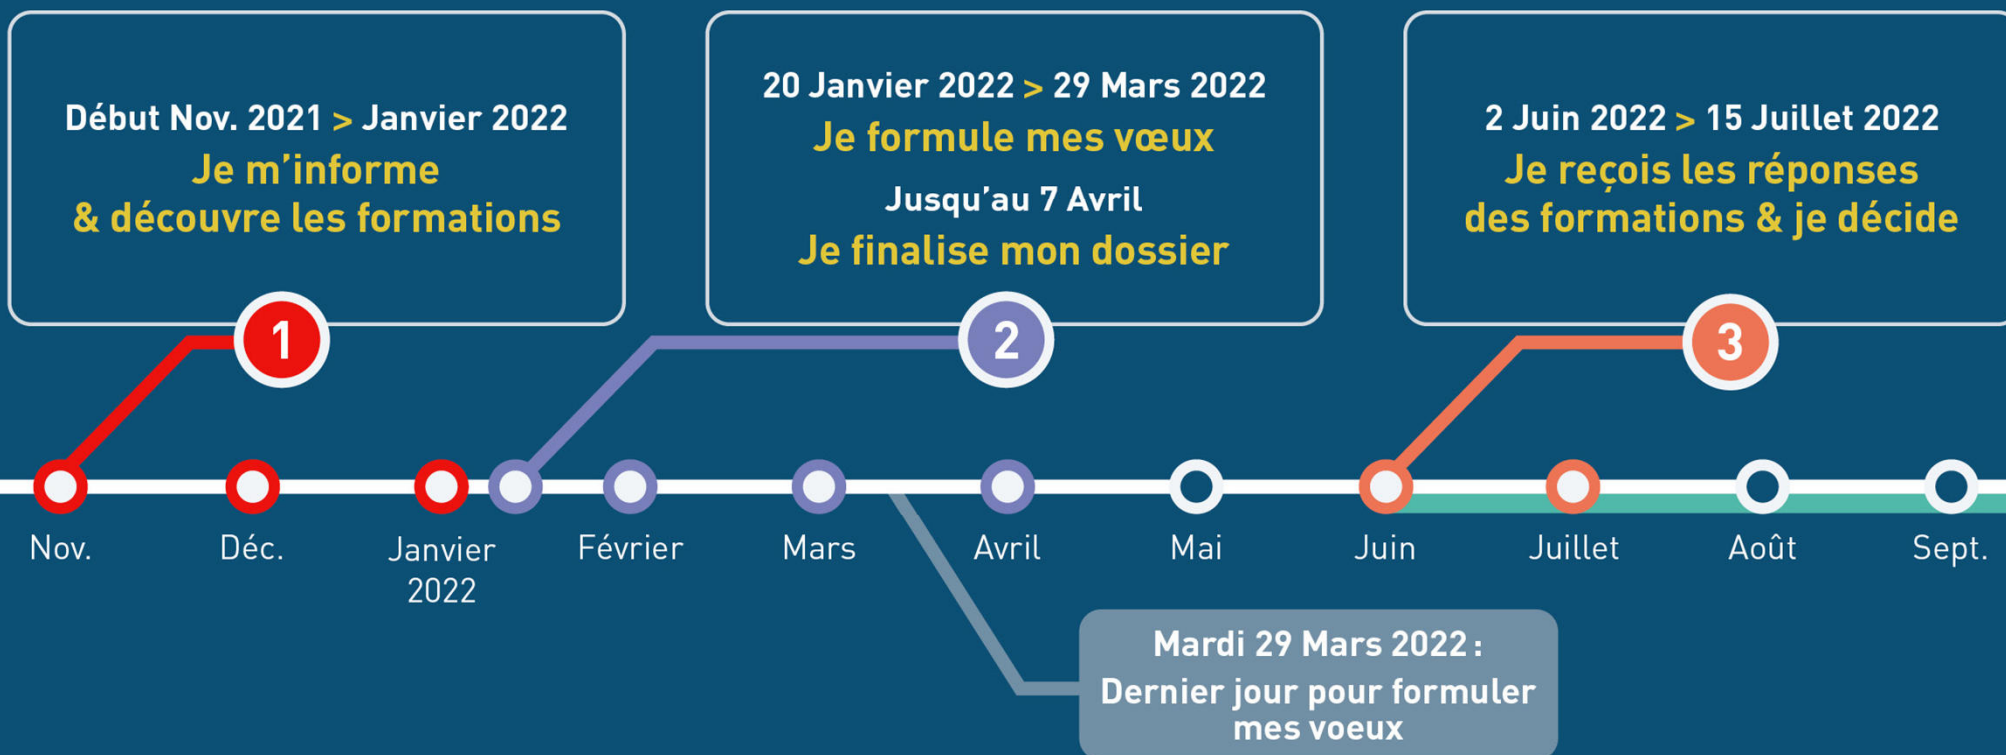 Début Nov. 2021 > Janvier 2022
Je m'informe
& découvre les formations
1
20 Janvier 2022 > 29 Mars 2022
Je formule mes vœux
Jusqu'au 7 Avril
Je finalise mon dossier
2
2 Juin 2022 > 15 Juillet 2022
Je reçois les réponses
des formations & je décide
3
Nov.
Déc.
Janvier
2022
Février
Mars
Avril
Mai
Juin
Juillet
Août
Sept.
Mardi 29 Mars 2022 :
Dernier jour pour formuler
mes voeux